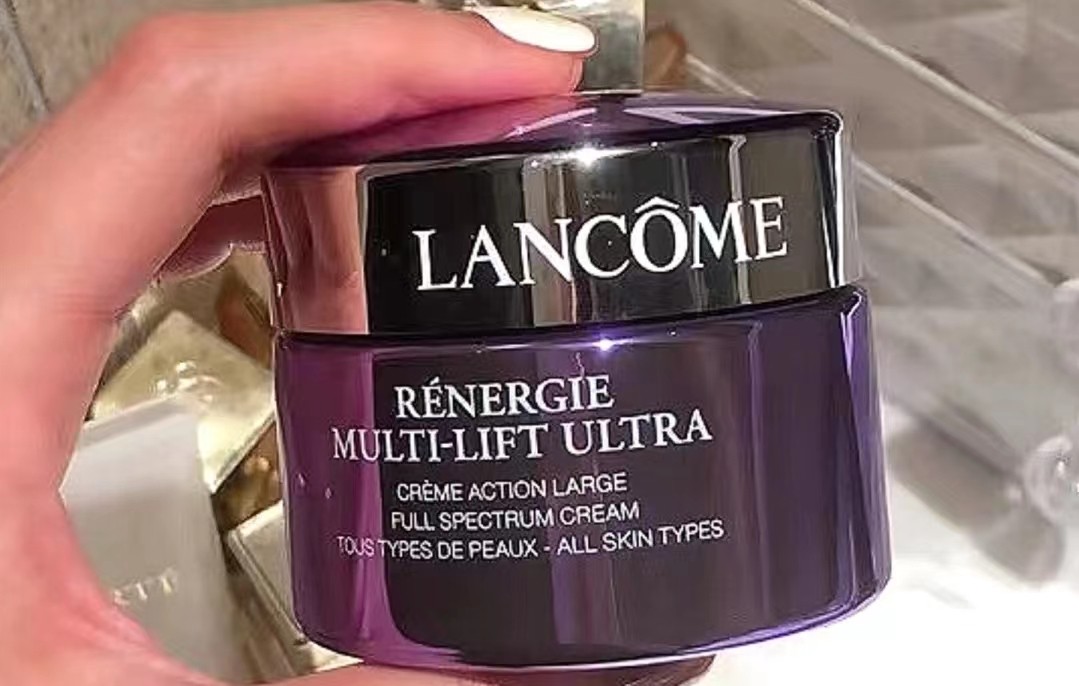 LANCÔME
RÉNERGIE
MULTI-LIFT ULTRA
CRÈME ACTION LARGE
FULL SPECTRUM CREAM
TOUS TYPES DE PEAUX - ALL SKIN TYPES